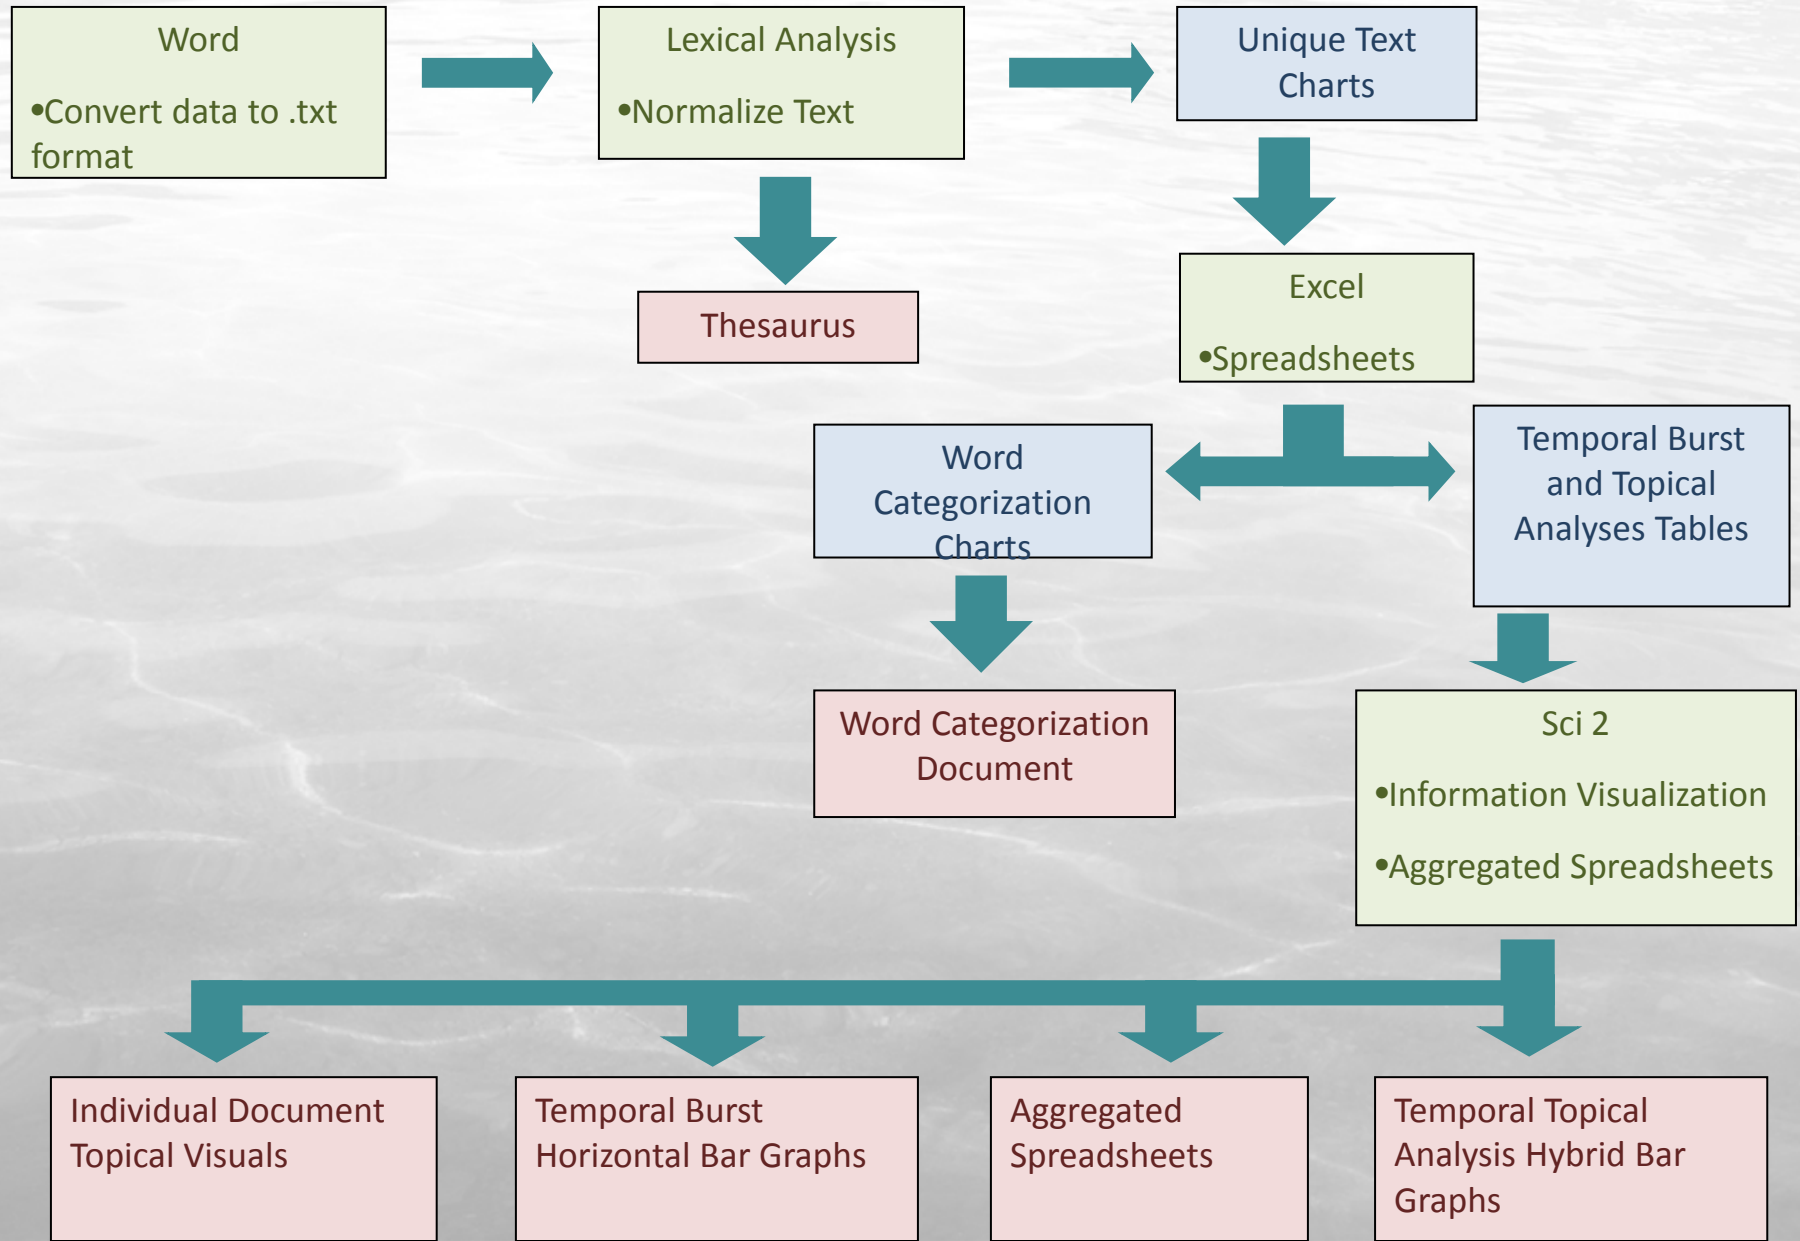 Word
•Convert data to .txt
format
Lexical Analysis
•Normalize Text
Unique Text
Charts
Thesaurus
Excel
•Spreadsheets
Word
Categorization
Charts
Temporal Burst
and Topical
Analyses Tables
Word Categorization
Document
Sci 2
•Information Visualization
•Aggregated Spreadsheets
Individual Document
Topical Visuals
Temporal Burst
Horizontal Bar Graphs
Aggregated
Spreadsheets
Temporal Topical
Analysis Hybrid Bar
Graphs